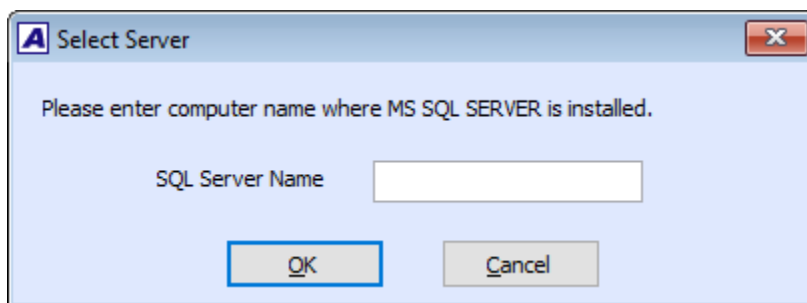 A Select Server
Please enter computer name where MS SQL SERVER is installed.
SQL Server Name
OK Cancel